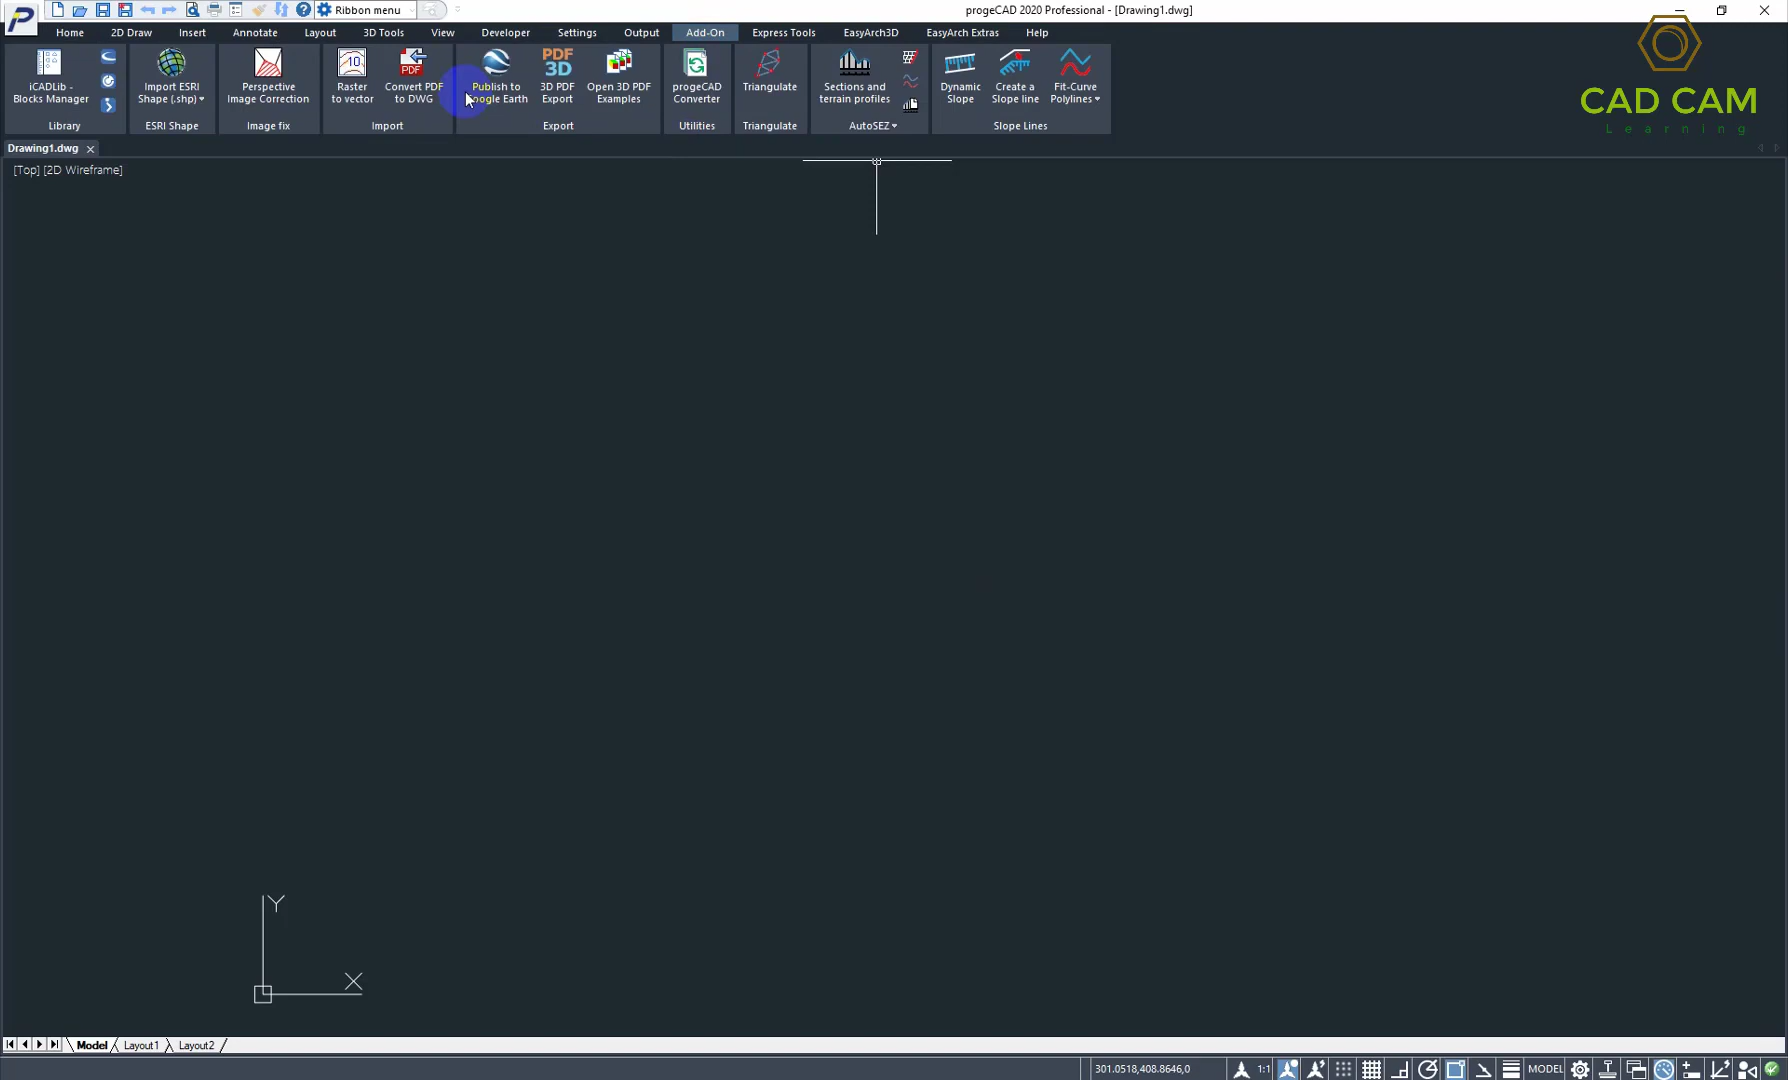 Ribbon menu
progeCAD 2020 Professional - [Drawing1.dwg]
Home 2D Draw Insert Annotate Layout 3D Tools View Developer Settings Output Add-On Express Tools EasyArch3D EasyArch Extras Help
iCADLib -
Blocks Manager
Library
Import ESRI
Shape (.shp)
ESRI Shape
Perspective
Image Correction
Image fix
10
Raster
to vector
PDF
Convert PDF
to DWG
Import
Publish to
Google Earth
PDF
3D
3D PDF
Export
Open 3D PDF
Examples
Export
progeCAD
Converter
Utilities
Triangulate
Triangulate
Sections and
terrain profiles
AutoSEZ
Dynamic
Slope
Create a
Slope line
Fit-Curve
Polylines
Slope Lines
CAD CAM
Learning
Drawing1.dwg
[Top] [2D Wireframe]
Y
X
Model Layout1 Layout2
301.0518,408.8646,0 1:1 MODEL